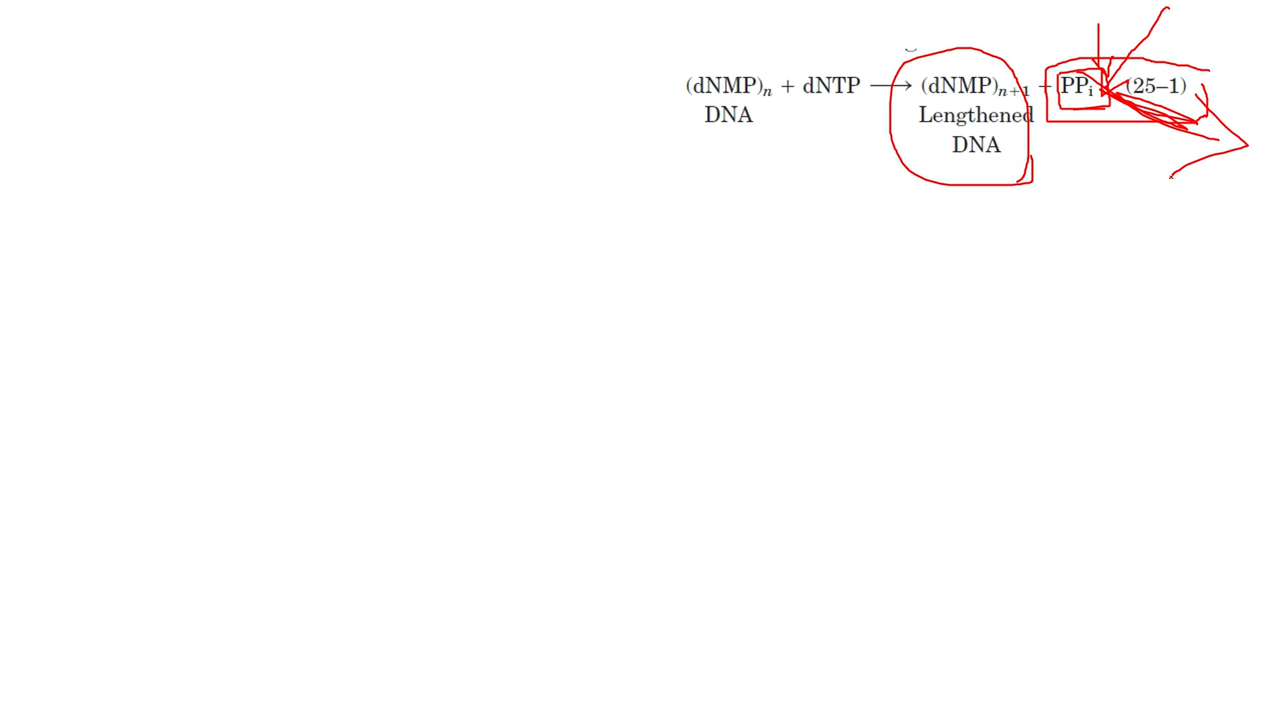 (dNMP)ₙ + dNTP ⟶ (dNMP)ₙ₊₁ + PPᵢ (25–1)
DNA Lengthened
DNA